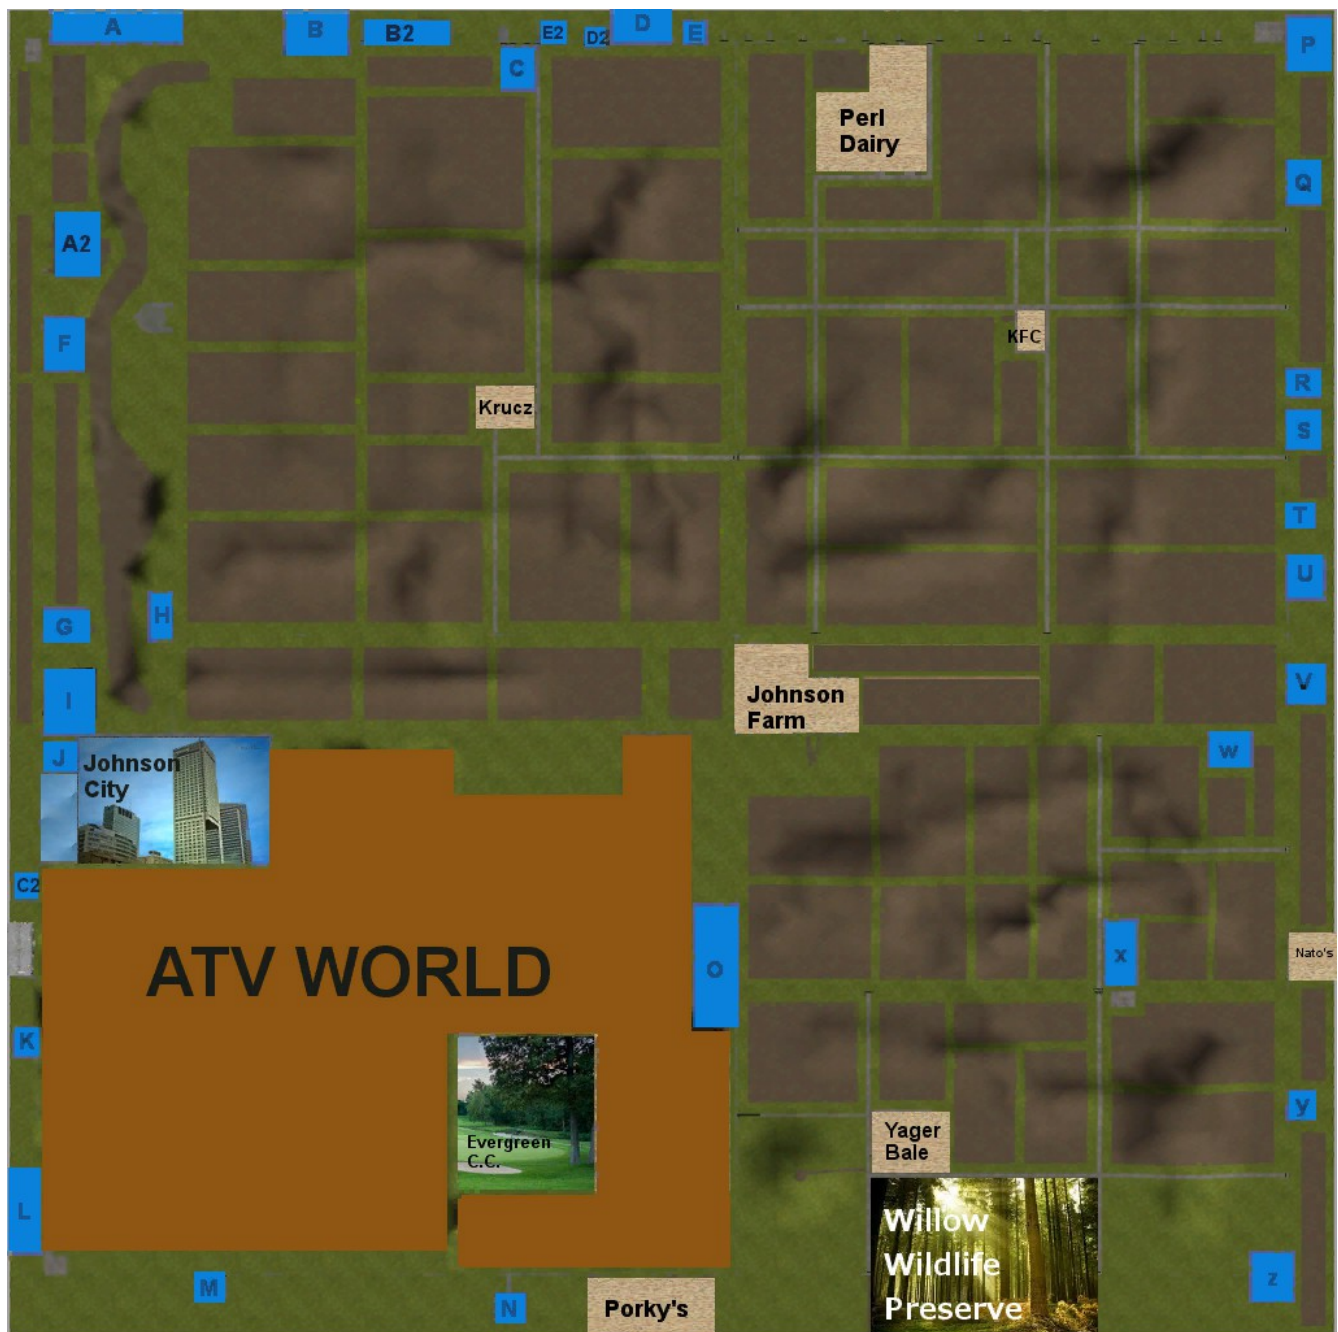 A
B
B2
E2
D2
D
E
P
C
Perl
Dairy
Q
A2
F
KFC
R
Krucz
S
T
U
H
G
I
Johnson
Farm
V
J
Johnson
City
W
C2
ATV WORLD
O
x
Nato's
K
y
Evergreen
C.C.
Yager
Bale
L
Willow
Wildlife
Preserve
M
N
Porky's
z